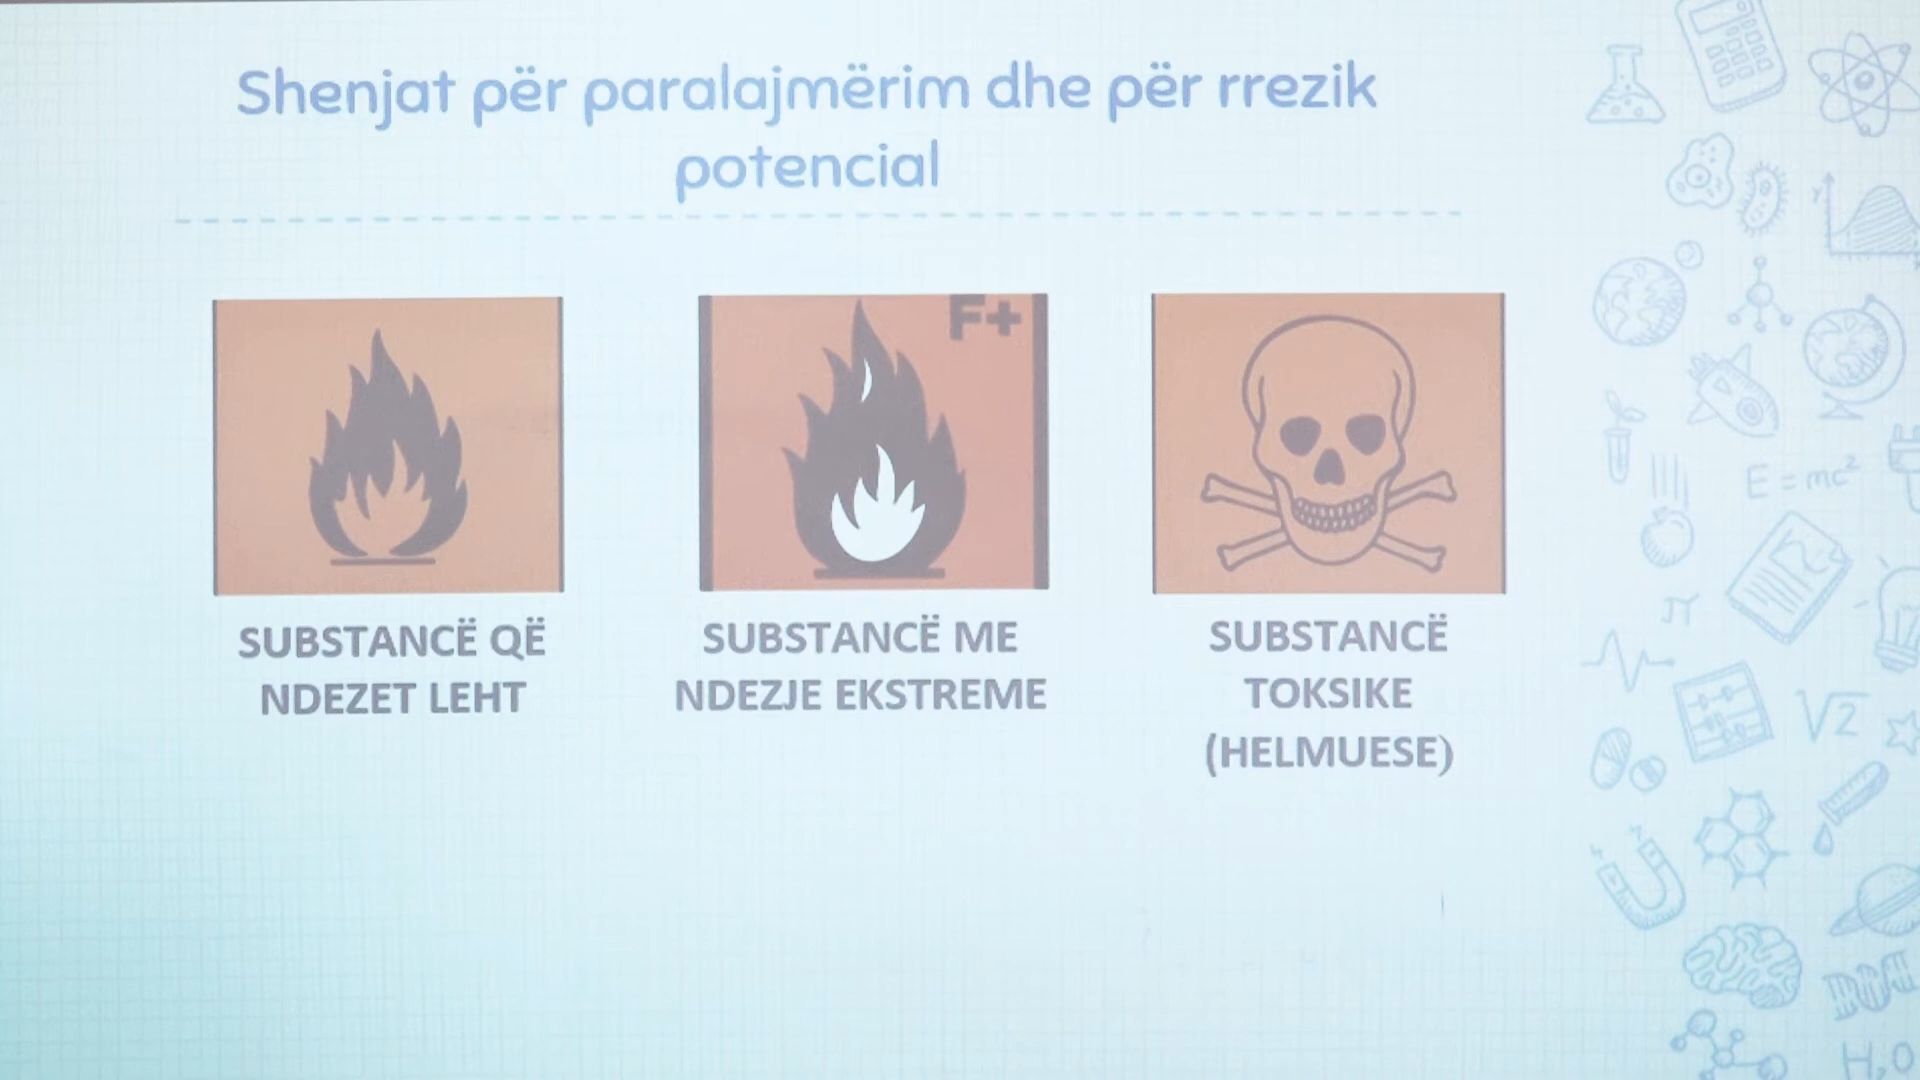 Shenjat për paralajmërim dhe për rrezik
potencial
F+
SUBSTANCË QË
NDEZET LEHT
SUBSTANCË ME
NDEZJE EKSTREME
SUBSTANCË
TOKSIKE
(HELMUESE)
E = mc²
π
√2
H₂O